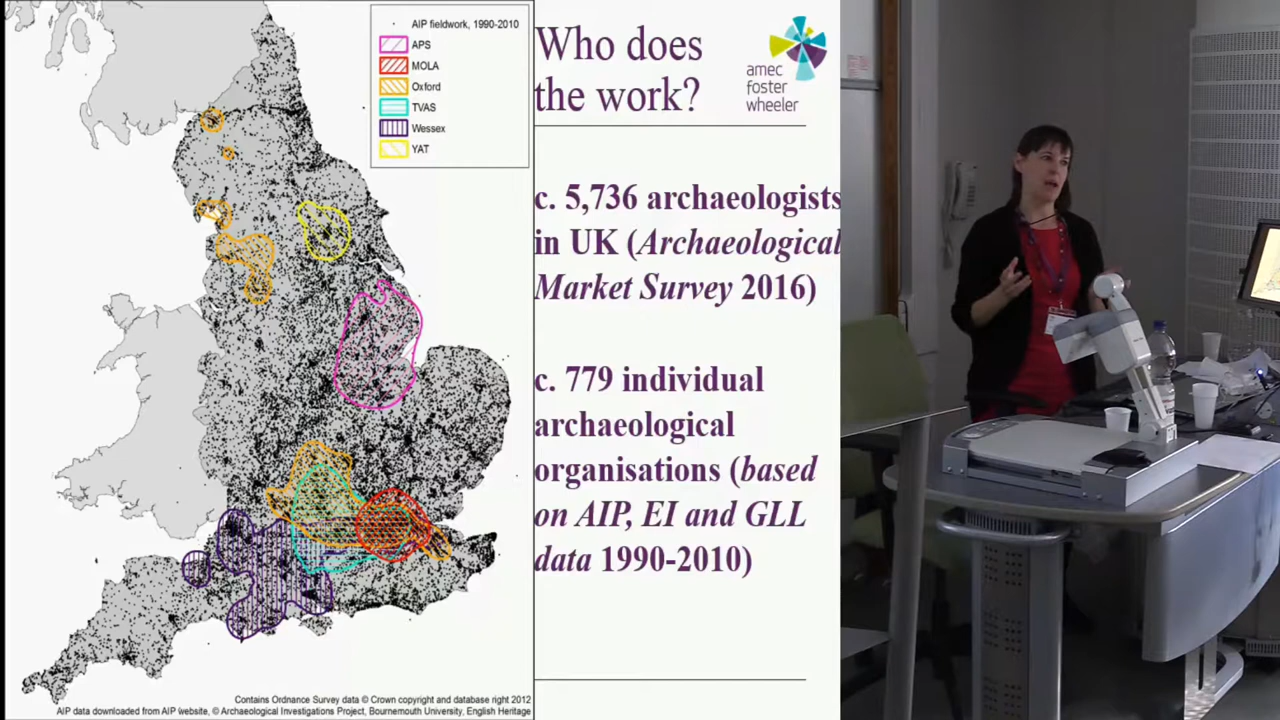 AIP fieldwork, 1990-2010
APS
MOLA
Oxford
TVAS
Wessex
YAT
Contains Ordnance Survey data © Crown copyright and database right 2012
AIP data downloaded from AIP website, © Archaeological Investigations Project, Bournemouth University, English Heritage
Who does
the work?
amec
foster
wheeler
c. 5,736 archaeologists
in UK (Archaeological
Market Survey 2016)
c. 779 individual
archaeological
organisations (based
on AIP, EI and GLL
data 1990-2010)